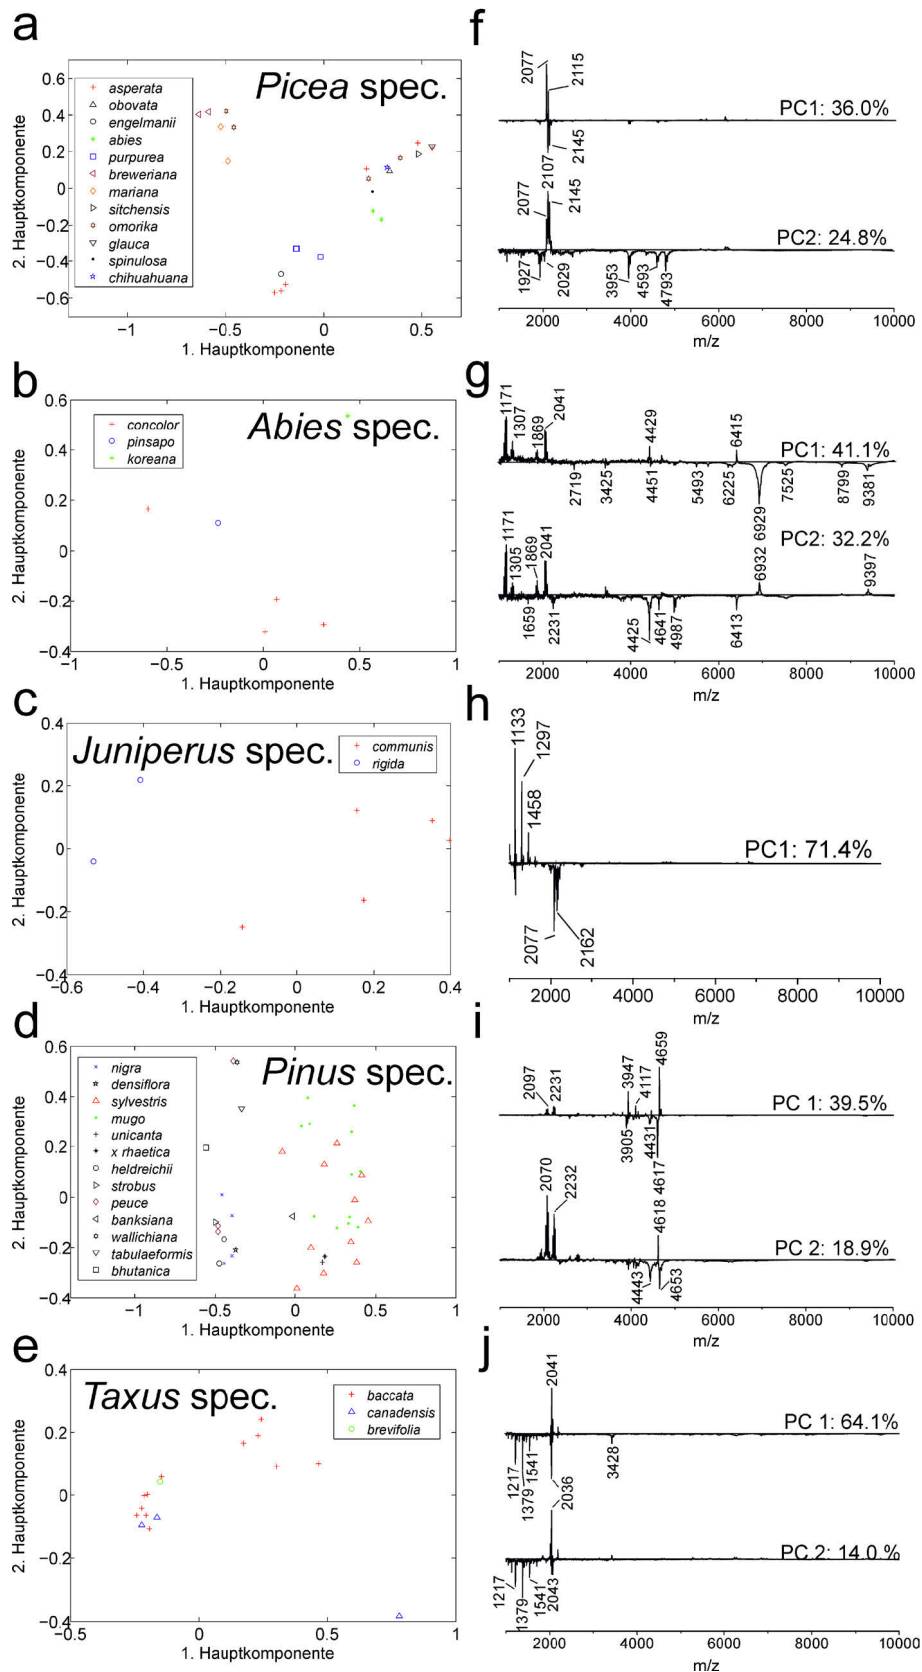 a
Picea spec.
asperata
obovata
engelmanii
abies
purpurea
breweriana
mariana
sitchensis
omorika
glauca
spinulosa
chihuahuana
0.6
0.4
0.2
0
−0.2
−0.4
−0.6
−1
−0.5
0
0.5
2. Hauptkomponente
1. Hauptkomponente
f
2077
2115
PC1: 36.0%
2107
2145
2077
2145
PC2: 24.8%
1927
2029
3953
4593
4793
2000 4000 6000 8000 10000
m/z
b
Abies spec.
concolor
pinsapo
koreana
0.6
0.4
0.2
0
−0.2
−0.4
−1 −0.5 0 0.5 1
2. Hauptkomponente
1. Hauptkomponente
g
1171
1307
1869
2041
4429
6415
PC1: 41.1%
2719
3425
4451
5493
6225
6929
7525
8799
9381
1171
1305
1869
2041
6932
9397
PC2: 32.2%
1659
2231
4425
4641
4987
6413
2000 4000 6000 8000 10000
m/z
c
Juniperus spec.
communis
rigida
0.4
0.2
0
−0.2
−0.4
−0.6 −0.4 −0.2 0 0.2 0.4
2. Hauptkomponente
1. Hauptkomponente
h
1133
1297
1458
PC1: 71.4%
2077
2162
2000 4000 6000 8000 10000
m/z
d
Pinus spec.
nigra
densiflora
sylvestris
mugo
unicanta
x rhaetica
heldreichii
strobus
peuce
banksiana
wallichiana
tabulaeformis
bhutanica
0.6
0.4
0.2
0
−0.2
−0.4
−1 −0.5 0 0.5 1
2. Hauptkomponente
1. Hauptkomponente
i
2097
2231
3947
4117
4659
PC 1: 39.5%
3905
4431
4617
2070
2232
4618
PC 2: 18.9%
4443
4653
2000 4000 6000 8000 10000
m/z
e
Taxus spec.
baccata
canadensis
brevifolia
0.4
0.2
0
−0.2
−0.4
−0.5 0 0.5 1
2. Hauptkomponente
1. Hauptkomponente
j
2041
PC 1: 64.1%
1217
1379
1541
2036
3428
PC 2: 14.0 %
1217
1379
1541
2043
2000 4000 6000 8000 10000
m/z